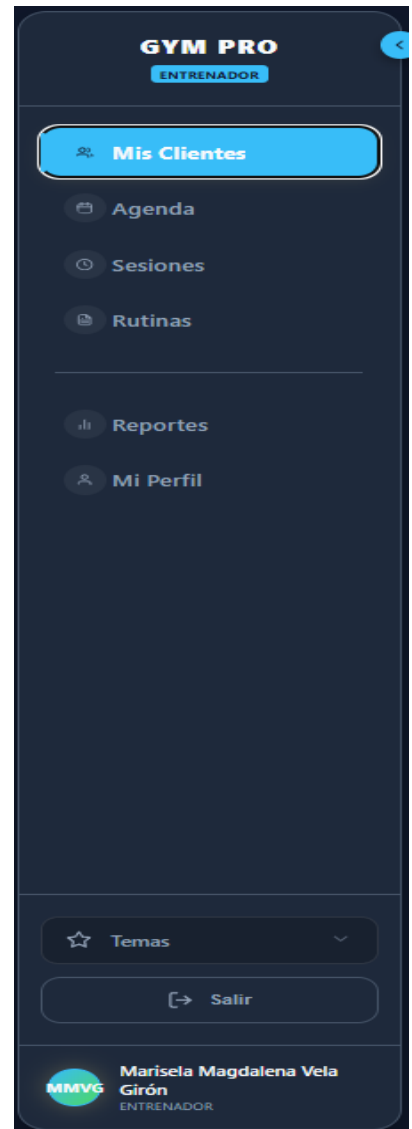 GYM PRO
ENTRENADOR
Mis Clientes
Agenda
Sesiones
Rutinas
Reportes
Mi Perfil
Temas
Salir
MMVG
Marisela Magdalena Vela
Girón
ENTRENADOR